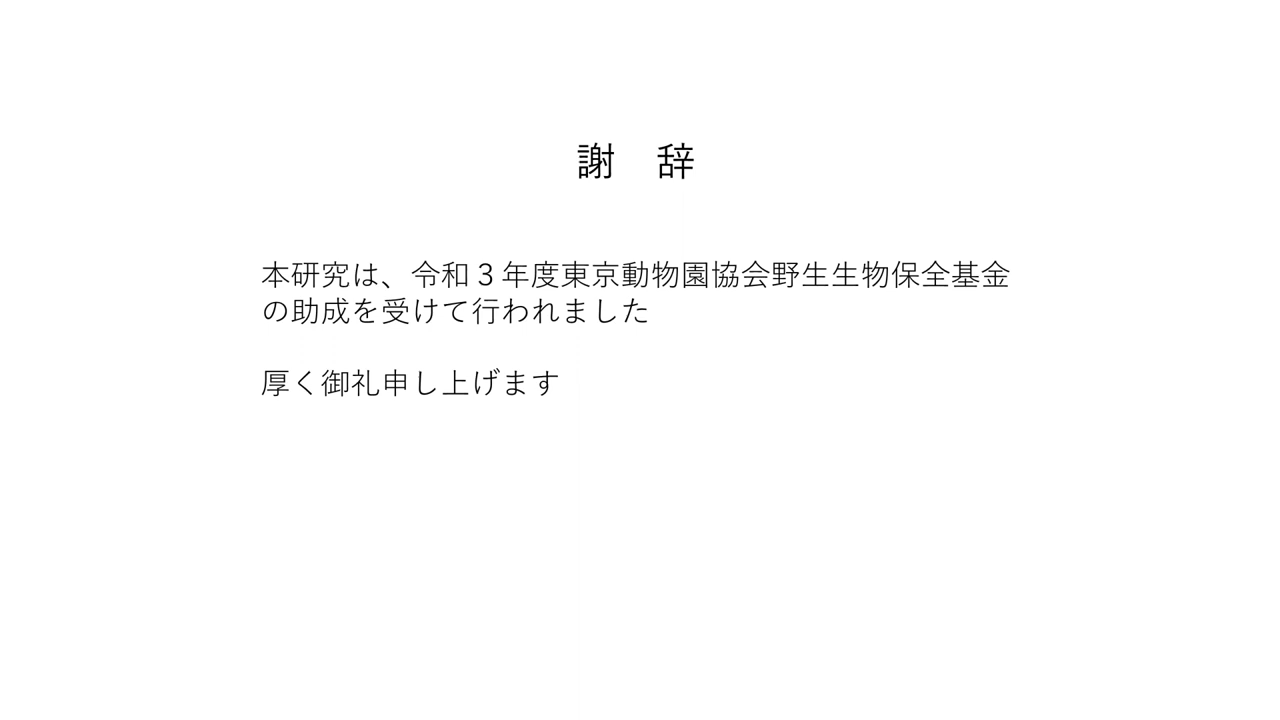 謝　辞
本研究は、令和３年度東京動物園協会野生生物保全基金
の助成を受けて行われました
厚く御礼申し上げます